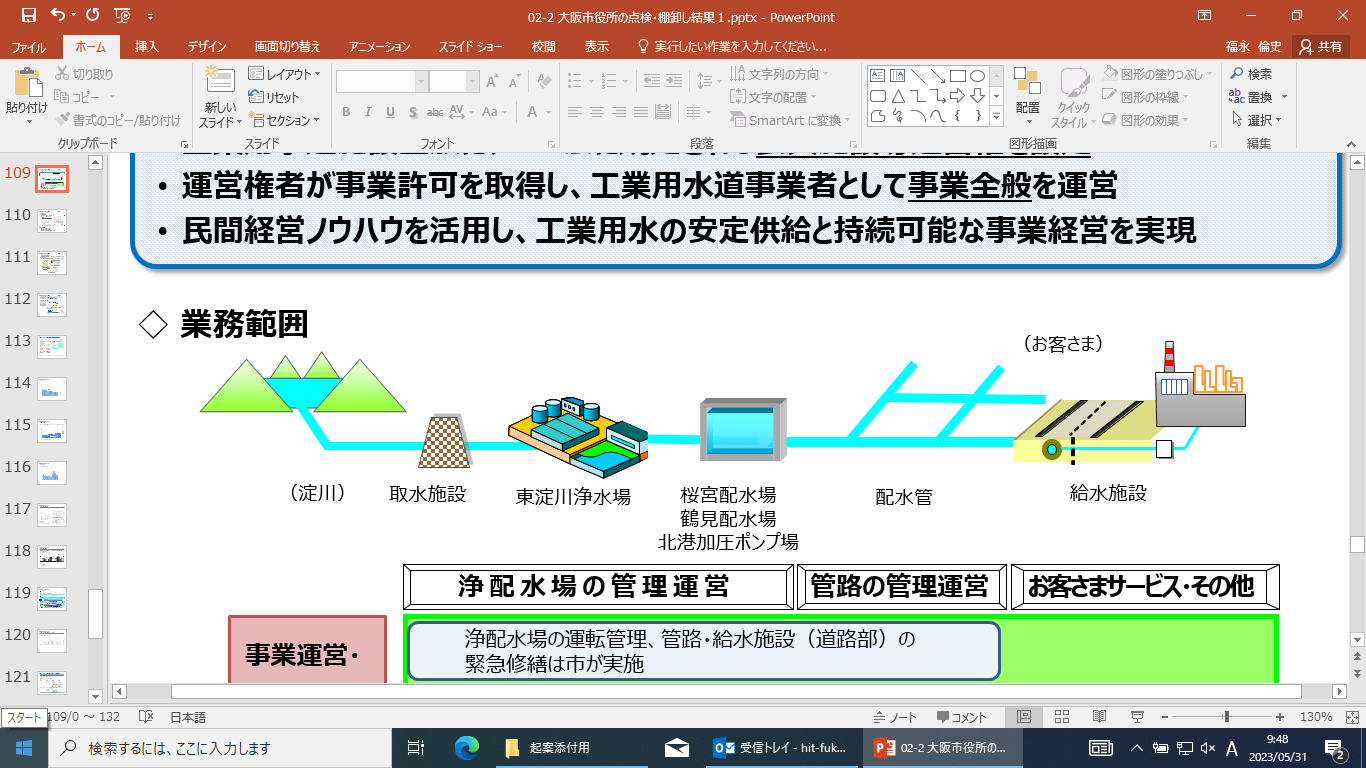 02-2 大阪市役所の点検・棚卸し結果１.pptx - PowerPoint
ファイル ホーム 挿入 デザイン 画面切り替え アニメーション スライド ショー 校閲 表示 実行したい作業を入力してください... 福永 倫史 共有
貼り付け 切り取り コピー 書式のコピー/貼り付け クリップボード
新しい スライド レイアウト リセット セクション スライド
B I U S abc AV Aa A フォント
文字列の方向 文字の配置 SmartArt に変換 段落
配置 クイック スタイル 図形の塗りつぶし 図形の枠線 図形の効果 図形描画
検索 置換 選択 編集
109
110
111
112
113
114
115
116
117
118
119
120
121
• 運営権者が事業許可を取得し、工業用水道事業者として事業全般を運営
• 民間経営ノウハウを活用し、工業用水の安定供給と持続可能な事業経営を実現
◇ 業務範囲
（お客さま）
（淀川） 取水施設 東淀川浄水場 桜宮配水場 配水管 給水施設
鶴見配水場
北港加圧ポンプ場
浄配水場の管理運営 管路の管理運営 お客さまサービス・その他
事業運営・
浄配水場の運転管理、管路・給水施設（道路部）の
緊急修繕は市が実施
スタート 109/0 ～ 132 日本語 ノート コメント 130%
検索するには、ここに入力します 起案添付用 受信トレイ - hit-fuk... 02-2 大阪市役所の... A 9:48
2023/05/31 2